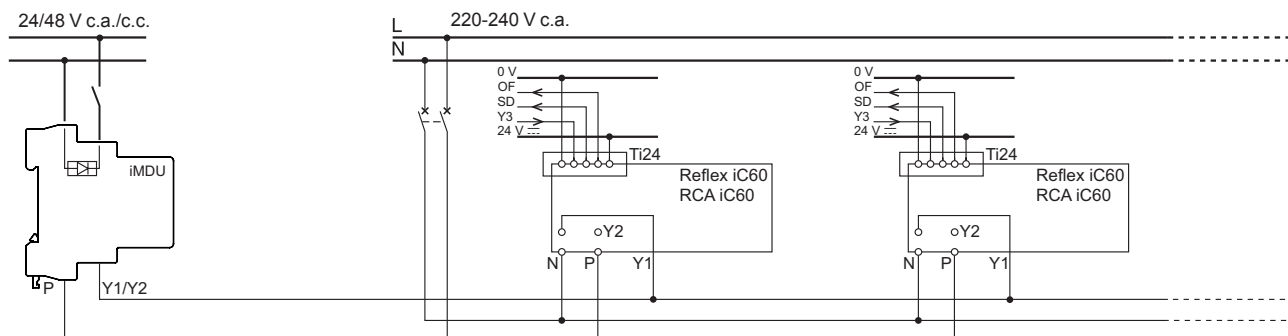 24/48 V c.a./c.c.
L 220-240 V c.a.
N
0 V
OF
SD
Y3
24 V
Ti24
Reflex iC60
RCA iC60
Y2
N P Y1
0 V
OF
SD
Y3
24 V
Ti24
Reflex iC60
RCA iC60
Y2
N P Y1
iMDU
P Y1/Y2